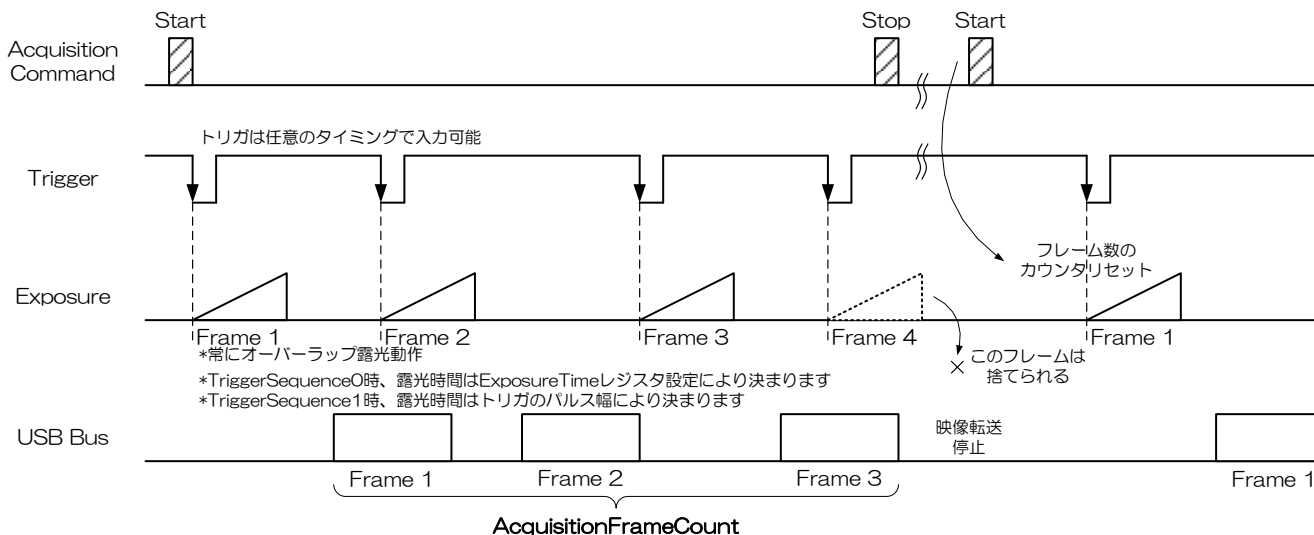 Start
Stop
Start
Acquisition
Command
トリガは任意のタイミングで入力可能
Trigger
フレーム数の
カウンタリセット
Exposure
Frame 1
Frame 2
Frame 3
Frame 4
Frame 1
*常にオーバーラップ露光動作
*TriggerSequence0時、露光時間はExposureTimeレジスタ設定により決まります
*TriggerSequence1時、露光時間はトリガのパルス幅により決まります
× このフレームは
捨てられる
USB Bus
映像転送
停止
Frame 1
Frame 2
Frame 3
Frame 1
AcquisitionFrameCount